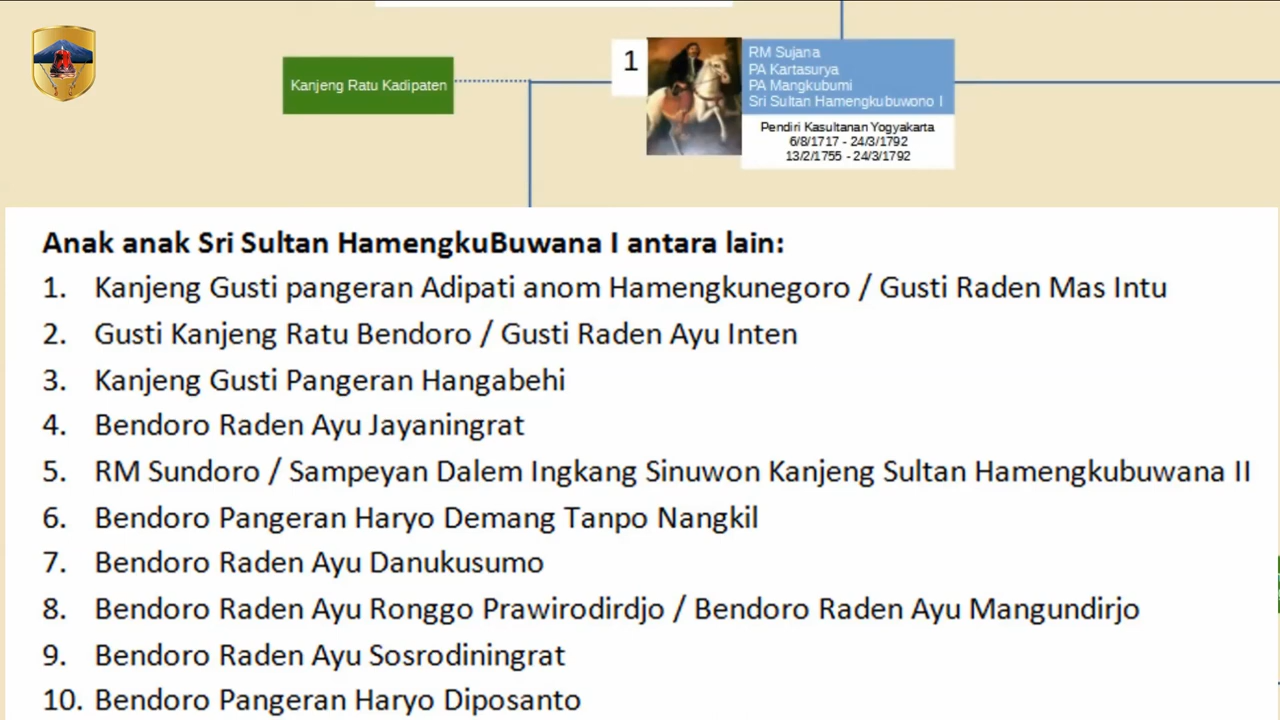 Kanjeng Ratu Kadipaten
1
RM Sujana
PA Kartasurya
PA Mangkubumi
Sri Sultan Hamengkubuwono I
Pendiri Kasultanan Yogyakarta
6/8/1717 - 24/3/1792
13/2/1755 - 24/3/1792
Anak anak Sri Sultan HamengkuBuwana I antara lain:
1. Kanjeng Gusti pangeran Adipati anom Hamengkunegoro / Gusti Raden Mas Intu
2. Gusti Kanjeng Ratu Bendoro / Gusti Raden Ayu Inten
3. Kanjeng Gusti Pangeran Hangabehi
4. Bendoro Raden Ayu Jayaningrat
5. RM Sundoro / Sampeyan Dalem Ingkang Sinuwon Kanjeng Sultan Hamengkubuwana II
6. Bendoro Pangeran Haryo Demang Tanpo Nangkil
7. Bendoro Raden Ayu Danukusumo
8. Bendoro Raden Ayu Ronggo Prawirodirdjo / Bendoro Raden Ayu Mangundirjo
9. Bendoro Raden Ayu Sosrodiningrat
10. Bendoro Pangeran Haryo Diposanto